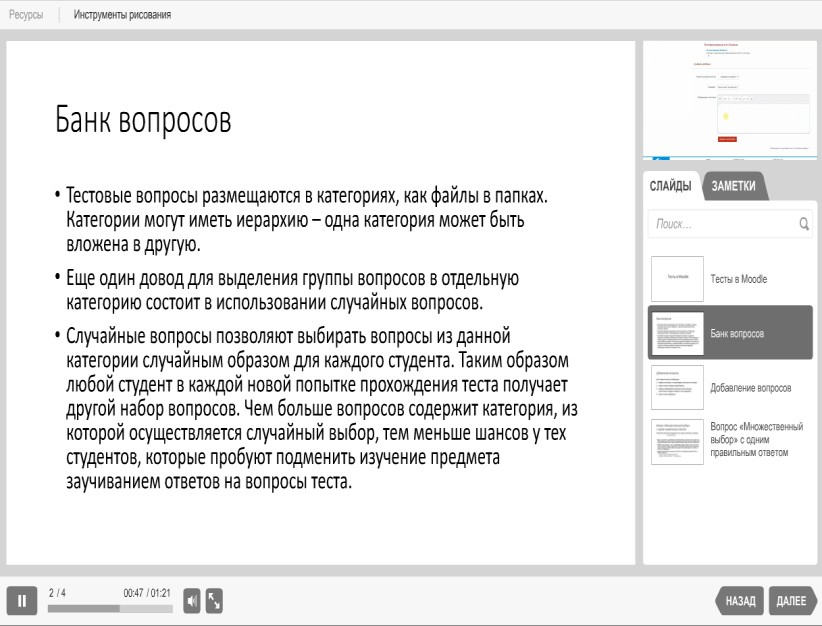 Ресурсы
Инструменты рисования
Банк вопросов
• Тестовые вопросы размещаются в категориях, как файлы в папках.
Категории могут иметь иерархию – одна категория может быть
вложена в другую.
• Еще один довод для выделения группы вопросов в отдельную
категорию состоит в использовании случайных вопросов.
• Случайные вопросы позволяют выбирать вопросы из данной
категории случайным образом для каждого студента. Таким образом
любой студент в каждой новой попытке прохождения теста получает
другой набор вопросов. Чем больше вопросов содержит категория, из
которой осуществляется случайный выбор, тем меньше шансов у тех
студентов, которые пробуют подменить изучение предмета
заучиванием ответов на вопросы теста.
СЛАЙДЫ
ЗАМЕТКИ
Поиск...
Тесты в Moodle
Тесты в Moodle
Банк вопросов
Добавление вопросов
Вопрос «Множественный
выбор» с одним
правильным ответом
2 / 4
00:47 / 01:21
НАЗАД
ДАЛЕЕ